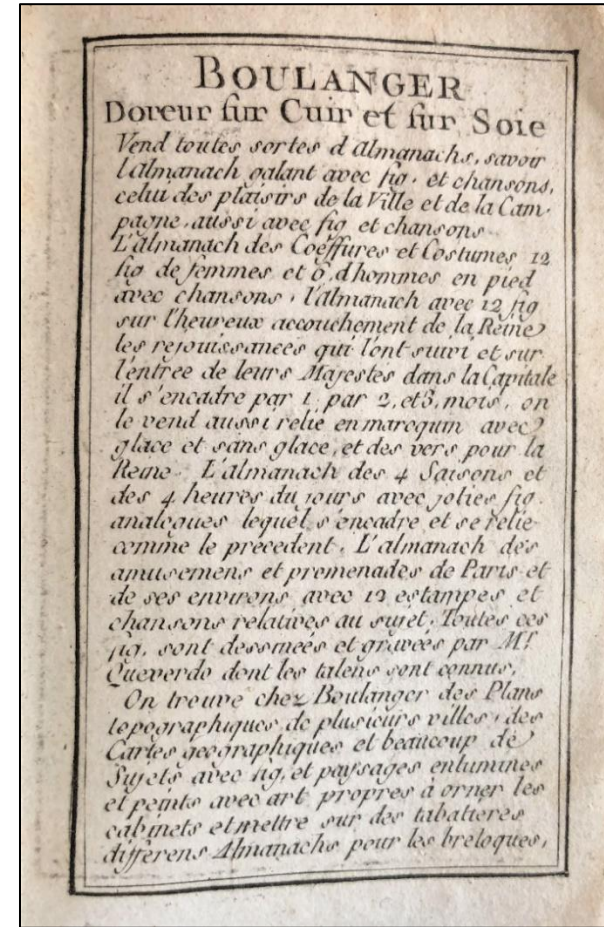 BOULANGER
Doreur sur Cuir et sur Soie
Vend toutes sortes d'Almanachs, savoir
l'Almanach galant avec fig. et chansons,
celui des plaisirs de la Ville et de la Cam-
pagne, aussi avec fig et chansons.
L'Almanach des Coëffures et Costumes 12
fig de femmes et 6 d'hommes en pied
avec chansons, l'almanach avec 12 fig
sur l'heureux accouchement de la Reine
les rejouissances qui l'ont suivi et sur
l'entree de leurs Majestes dans la Capitale
il s'encadre par 1, par 2, et 3, mois, on
le vend aussi relié en maroquin avec
glace et sans glace, et des vers pour la
Reine. L'almanach des 4 Saisons et
des 4 heures du jours avec jolies fig.
analogues lequel s'encadre et se relie
comme le precedent. L'almanach des
amusemens et promenades de Paris et
de ses environs avec 12 estampes et
chansons relatives au sujet. Toutes ces
fig. sont dessineés et gravées par Mr.
Queverdo dont les talens sont connus.
On trouve chez Boulanger des Plans
topographiques de plusieurs villes, des
Cartes geographiques et beaucoup de
Sujets avec fig, et paysages enlumines
et peints avec art propres à orner les
cabinets et mettre sur des tabatieres
differens Almanachs pour les breloques,